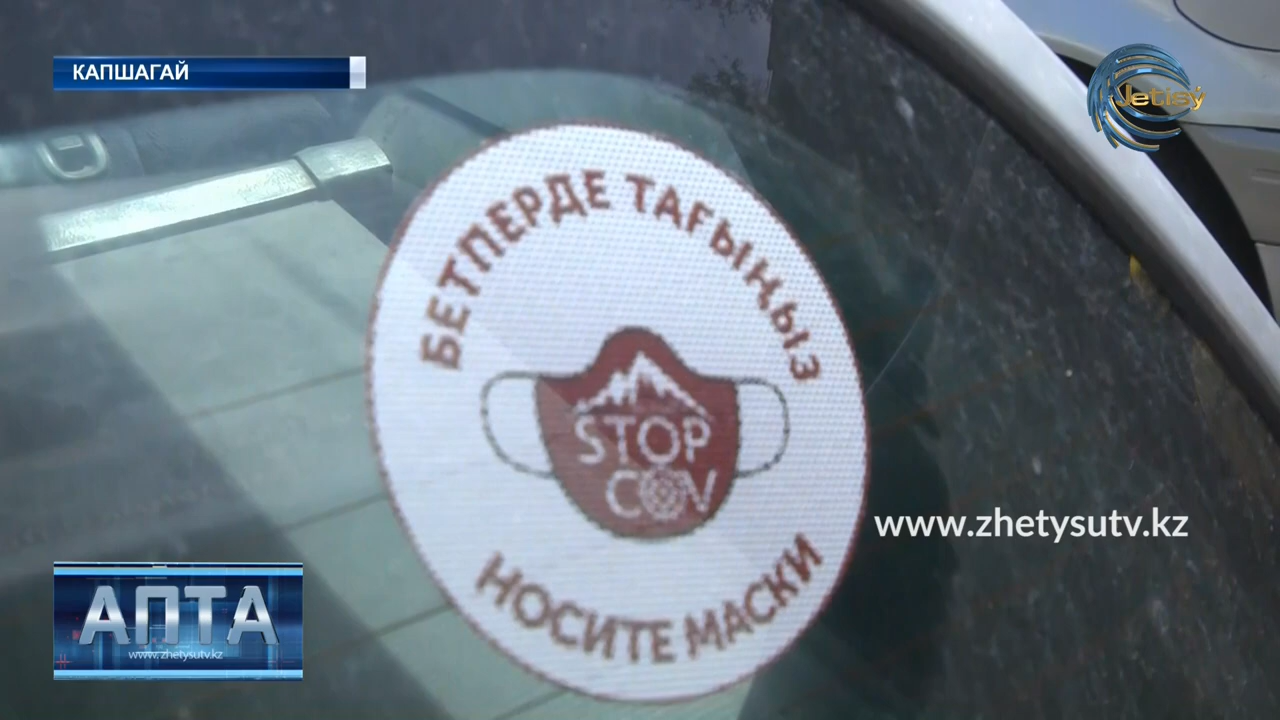 КАПШАГАЙ
Jetisý
БЕТПЕРДЕ ТАҒЫҢЫЗ
STOP
COV
НОСИТЕ МАСКИ
www.zhetysutv.kz
АПТА
www.zhetysutv.kz